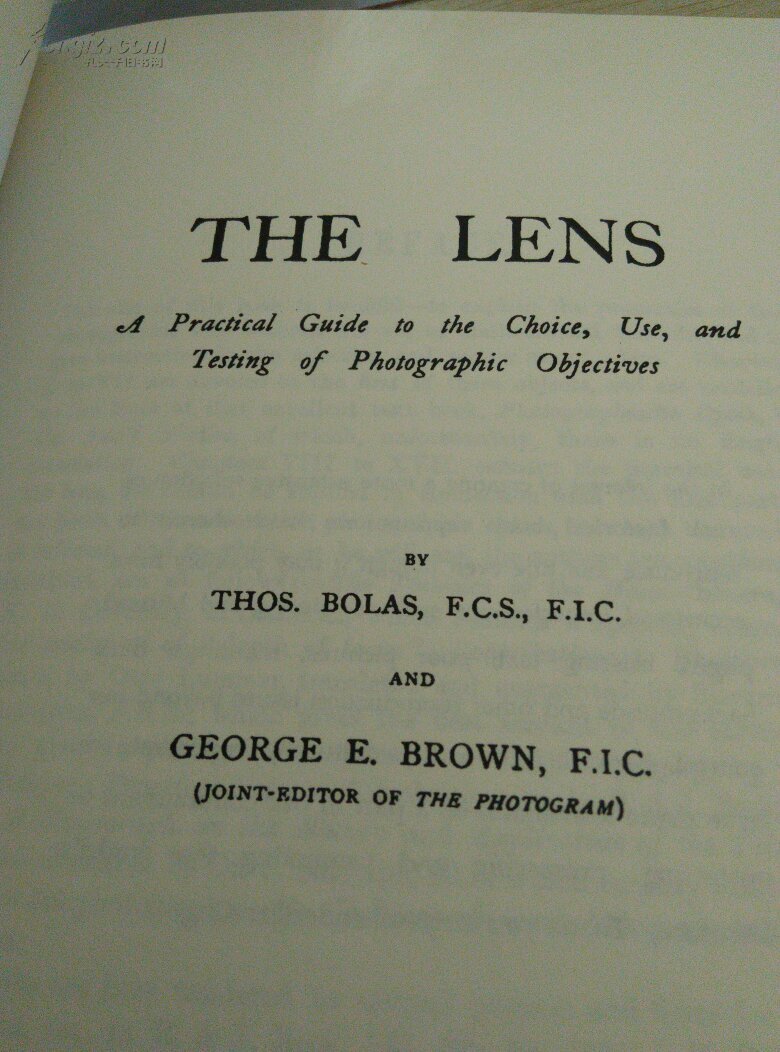 THE LENS
A Practical Guide to the Choice, Use, and
Testing of Photographic Objectives
BY
THOS. BOLAS, F.C.S., F.I.C.
AND
GEORGE E. BROWN, F.I.C.
(JOINT-EDITOR OF THE PHOTOGRAM)